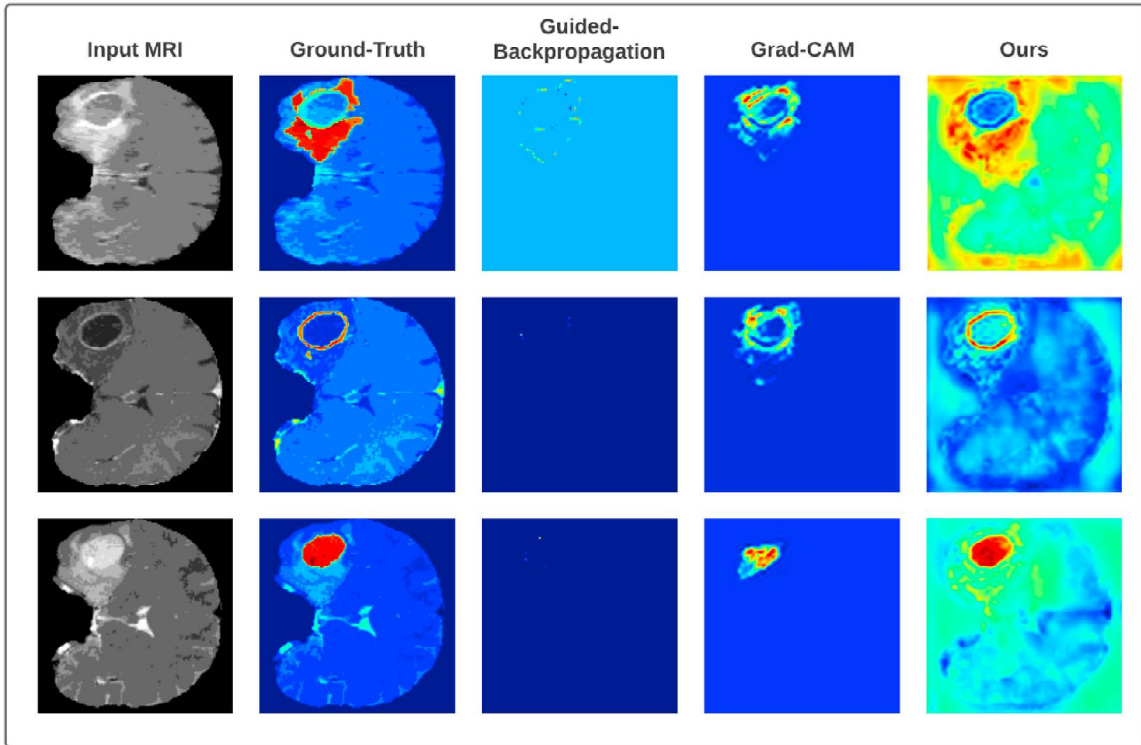 Input MRI
Ground-Truth
Guided-
Backpropagation
Grad-CAM
Ours